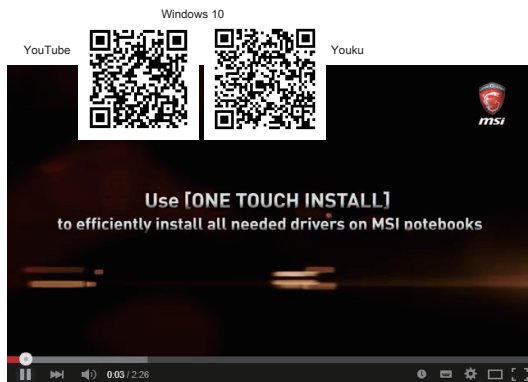 Windows 10
YouTube
Youku
msi
Use [ONE TOUCH INSTALL]
to efficiently install all needed drivers on MSI notebooks
0:03 / 2:26